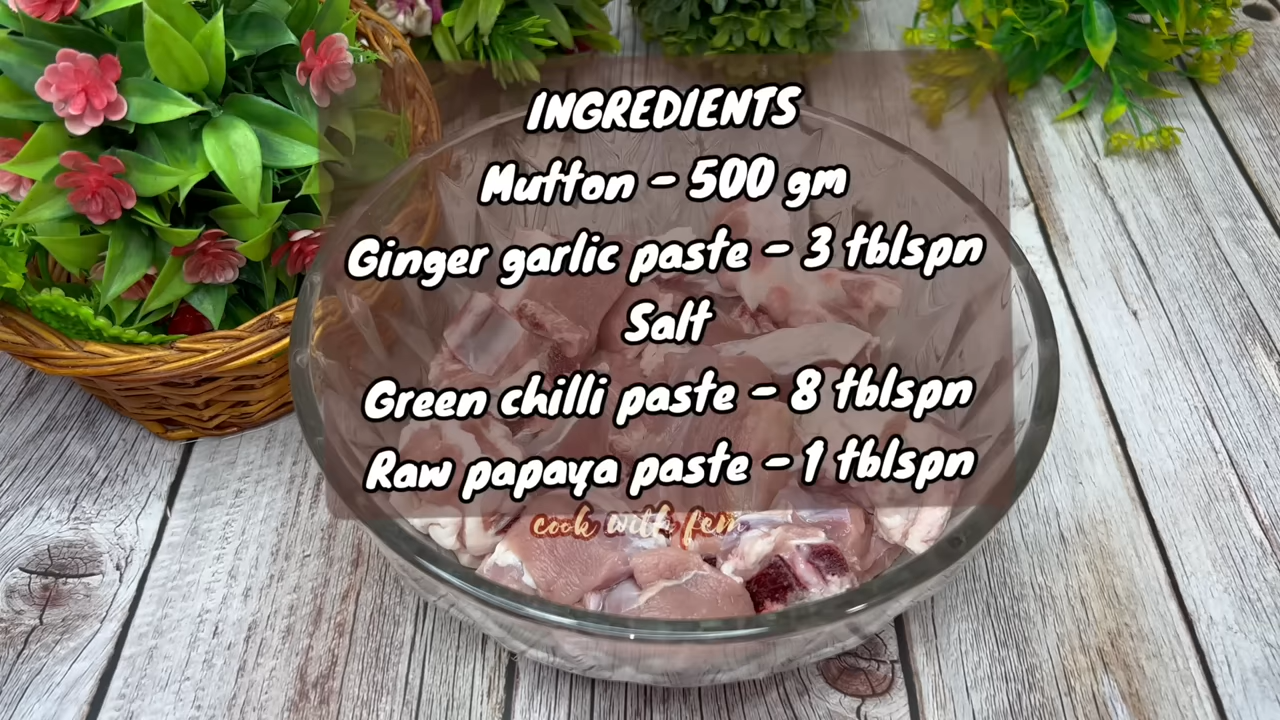 INGREDIENTS
Mutton - 500 gm
Ginger garlic paste - 3 tblspn
Salt
Green chilli paste - 8 tblspn
Raw papaya paste - 1 tblspn
cook with fem